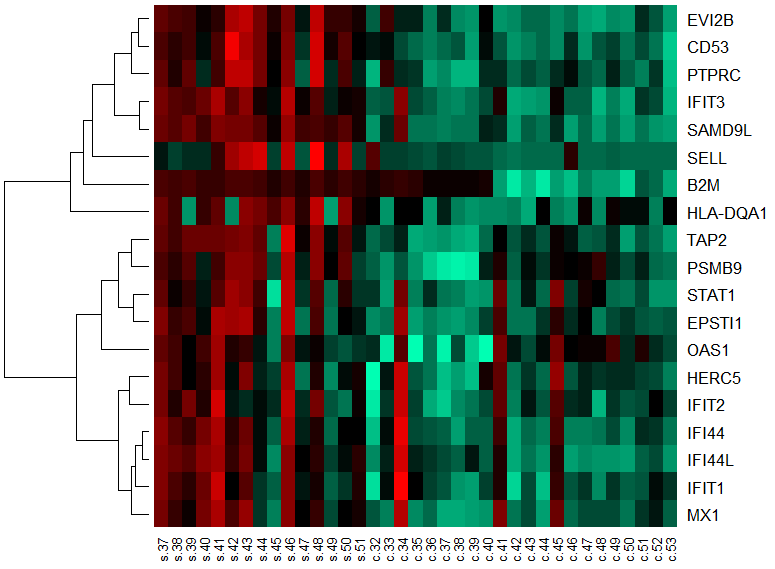 EVI2B
CD53
PTPRC
IFIT3
SAMD9L
SELL
B2M
HLA-DQA1
TAP2
PSMB9
STAT1
EPSTI1
OAS1
HERC5
IFIT2
IFI44
IFI44L
IFIT1
MX1
s.37
s.38
s.39
s.40
s.41
s.42
s.43
s.44
s.45
s.46
s.47
s.48
s.49
s.50
s.51
c.32
c.33
c.34
c.35
c.36
c.37
c.38
c.39
c.40
c.41
c.42
c.43
c.44
c.45
c.46
c.47
c.48
c.49
c.50
c.51
c.52
c.53